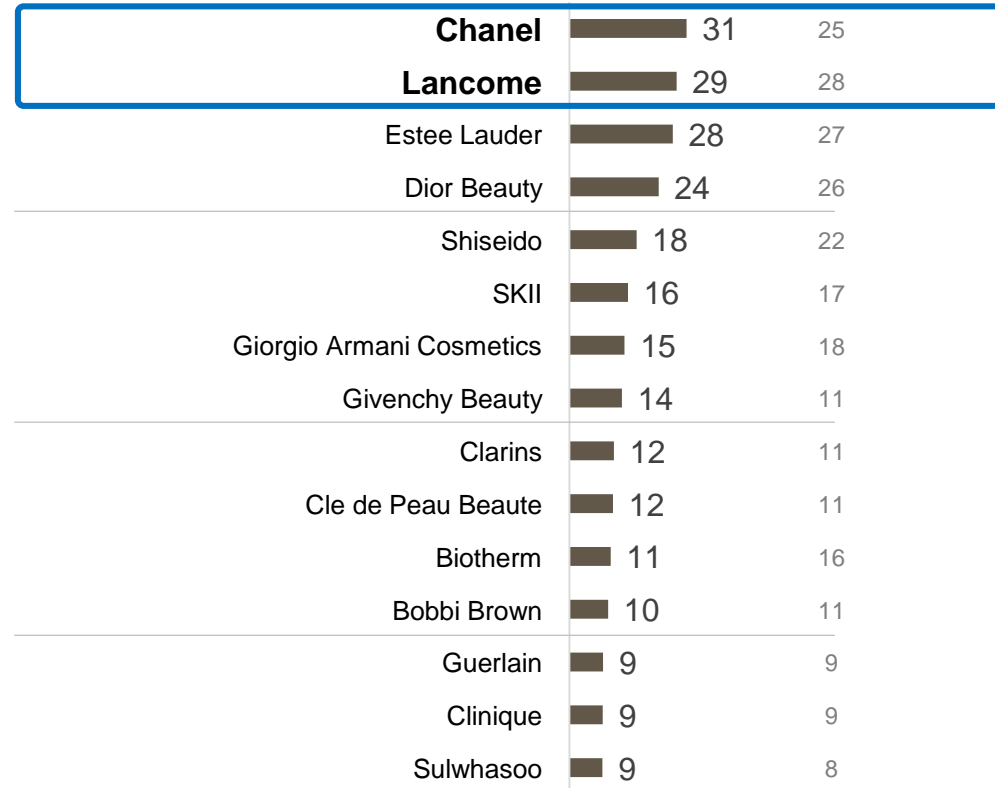 Chanel 31 25
Lancome 29 28
Estee Lauder 28 27
Dior Beauty 24 26
Shiseido 18 22
SKII 16 17
Giorgio Armani Cosmetics 15 18
Givenchy Beauty 14 11
Clarins 12 11
Cle de Peau Beaute 12 11
Biotherm 11 16
Bobbi Brown 10 11
Guerlain 9 9
Clinique 9 9
Sulwhasoo 9 8